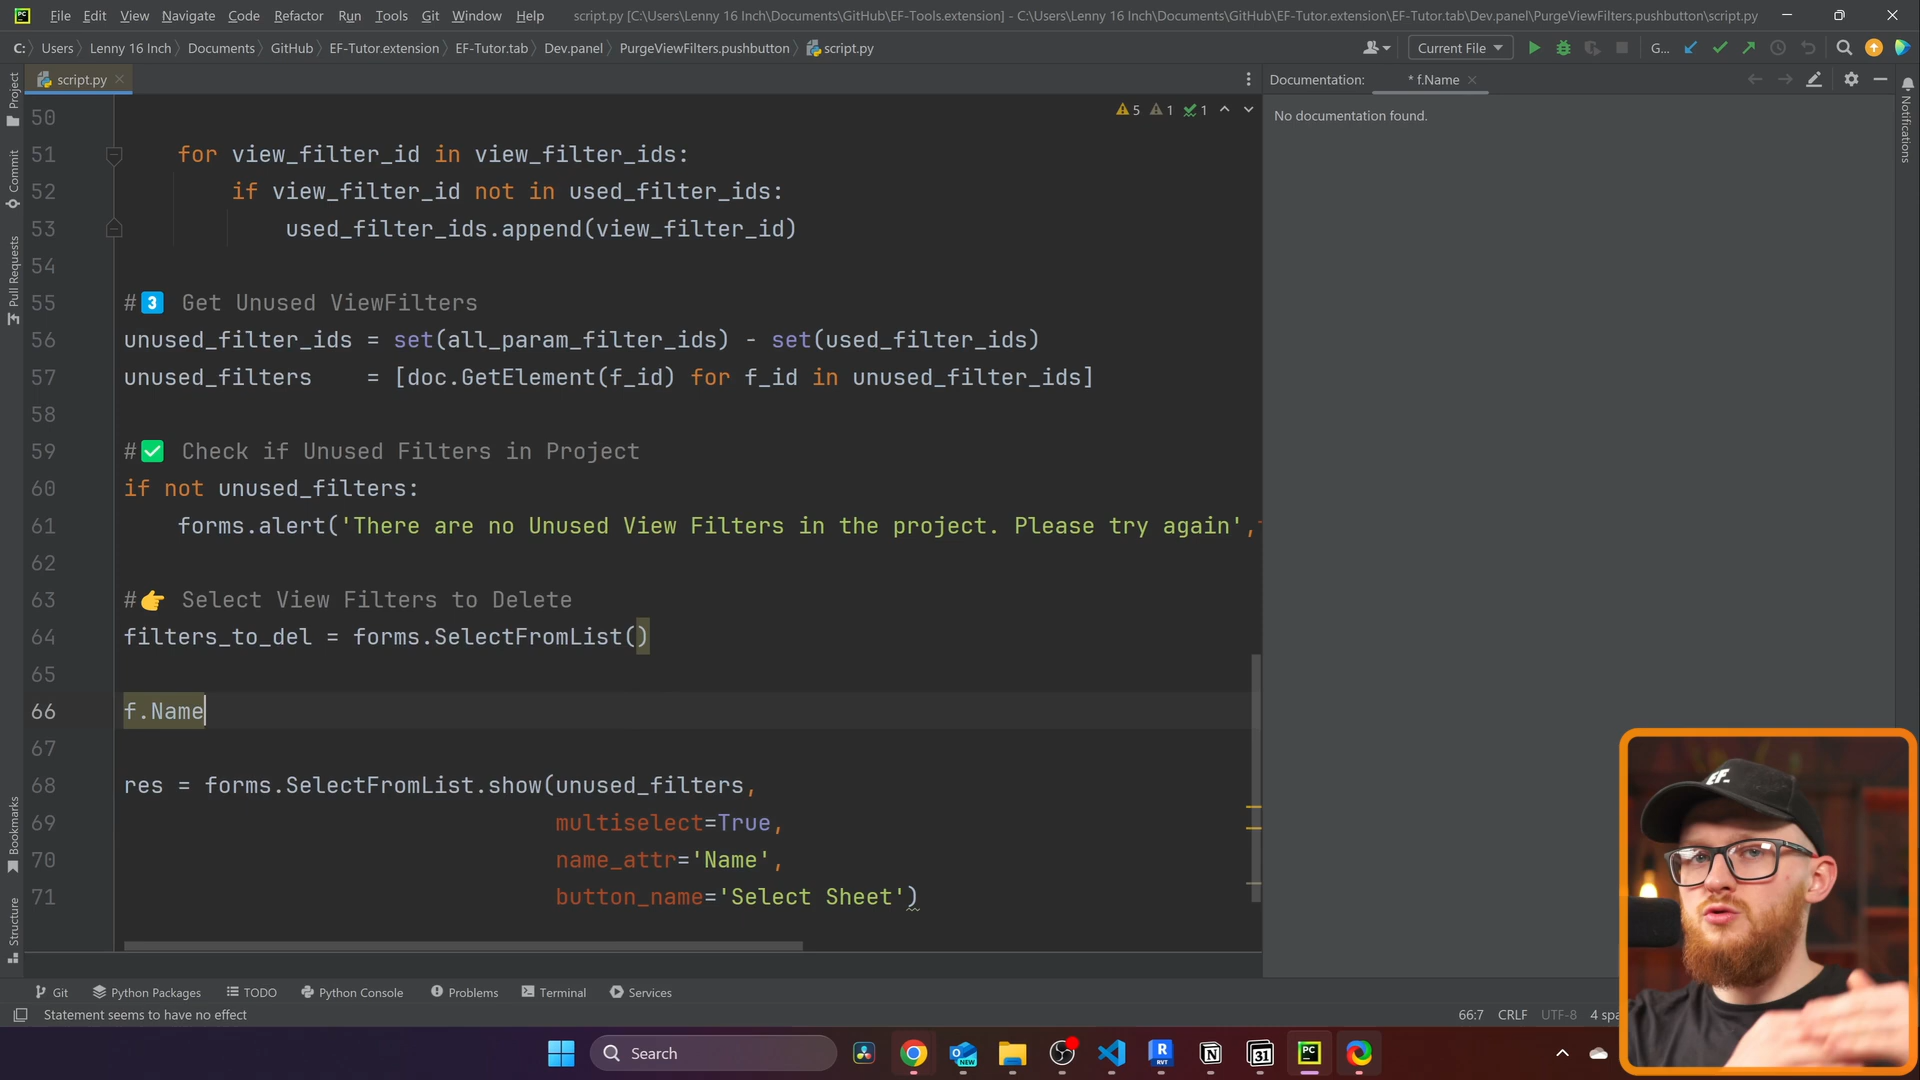 File Edit View Navigate Code Refactor Run Tools Git Window Help script.py [C:\Users\Lenny 16 Inch\Documents\GitHub\EF-Tools.extension] - C:\Users\Lenny 16 Inch\Documents\GitHub\EF-Tutor.extension\EF-Tutor.tab\Dev.panel\PurgeViewFilters.pushbutton\script.py
C: Users Lenny 16 Inch Documents GitHub EF-Tutor.extension EF-Tutor.tab Dev.panel PurgeViewFilters.pushbutton script.py Current File G...
Project
Commit
Pull Requests
Bookmarks
Structure
script.py
Documentation: * f.Name
No documentation found.
Notifications
5 1 1
50
51 for view_filter_id in view_filter_ids:
52 if view_filter_id not in used_filter_ids:
53 used_filter_ids.append(view_filter_id)
54
55 #3️⃣ Get Unused ViewFilters
56 unused_filter_ids = set(all_param_filter_ids) - set(used_filter_ids)
57 unused_filters = [doc.GetElement(f_id) for f_id in unused_filter_ids]
58
59 #✅ Check if Unused Filters in Project
60 if not unused_filters:
61 forms.alert('There are no Unused View Filters in the project. Please try again',
62
63 #👉 Select View Filters to Delete
64 filters_to_del = forms.SelectFromList()
65
66 f.Name
67
68 res = forms.SelectFromList.show(unused_filters,
69 multiselect=True,
70 name_attr='Name',
71 button_name='Select Sheet')
Git Python Packages TODO Python Console Problems Terminal Services
Statement seems to have no effect 66:7 CRLF UTF-8 4 spa
Search
EF.
NEW
R
RVT
N
31
PC